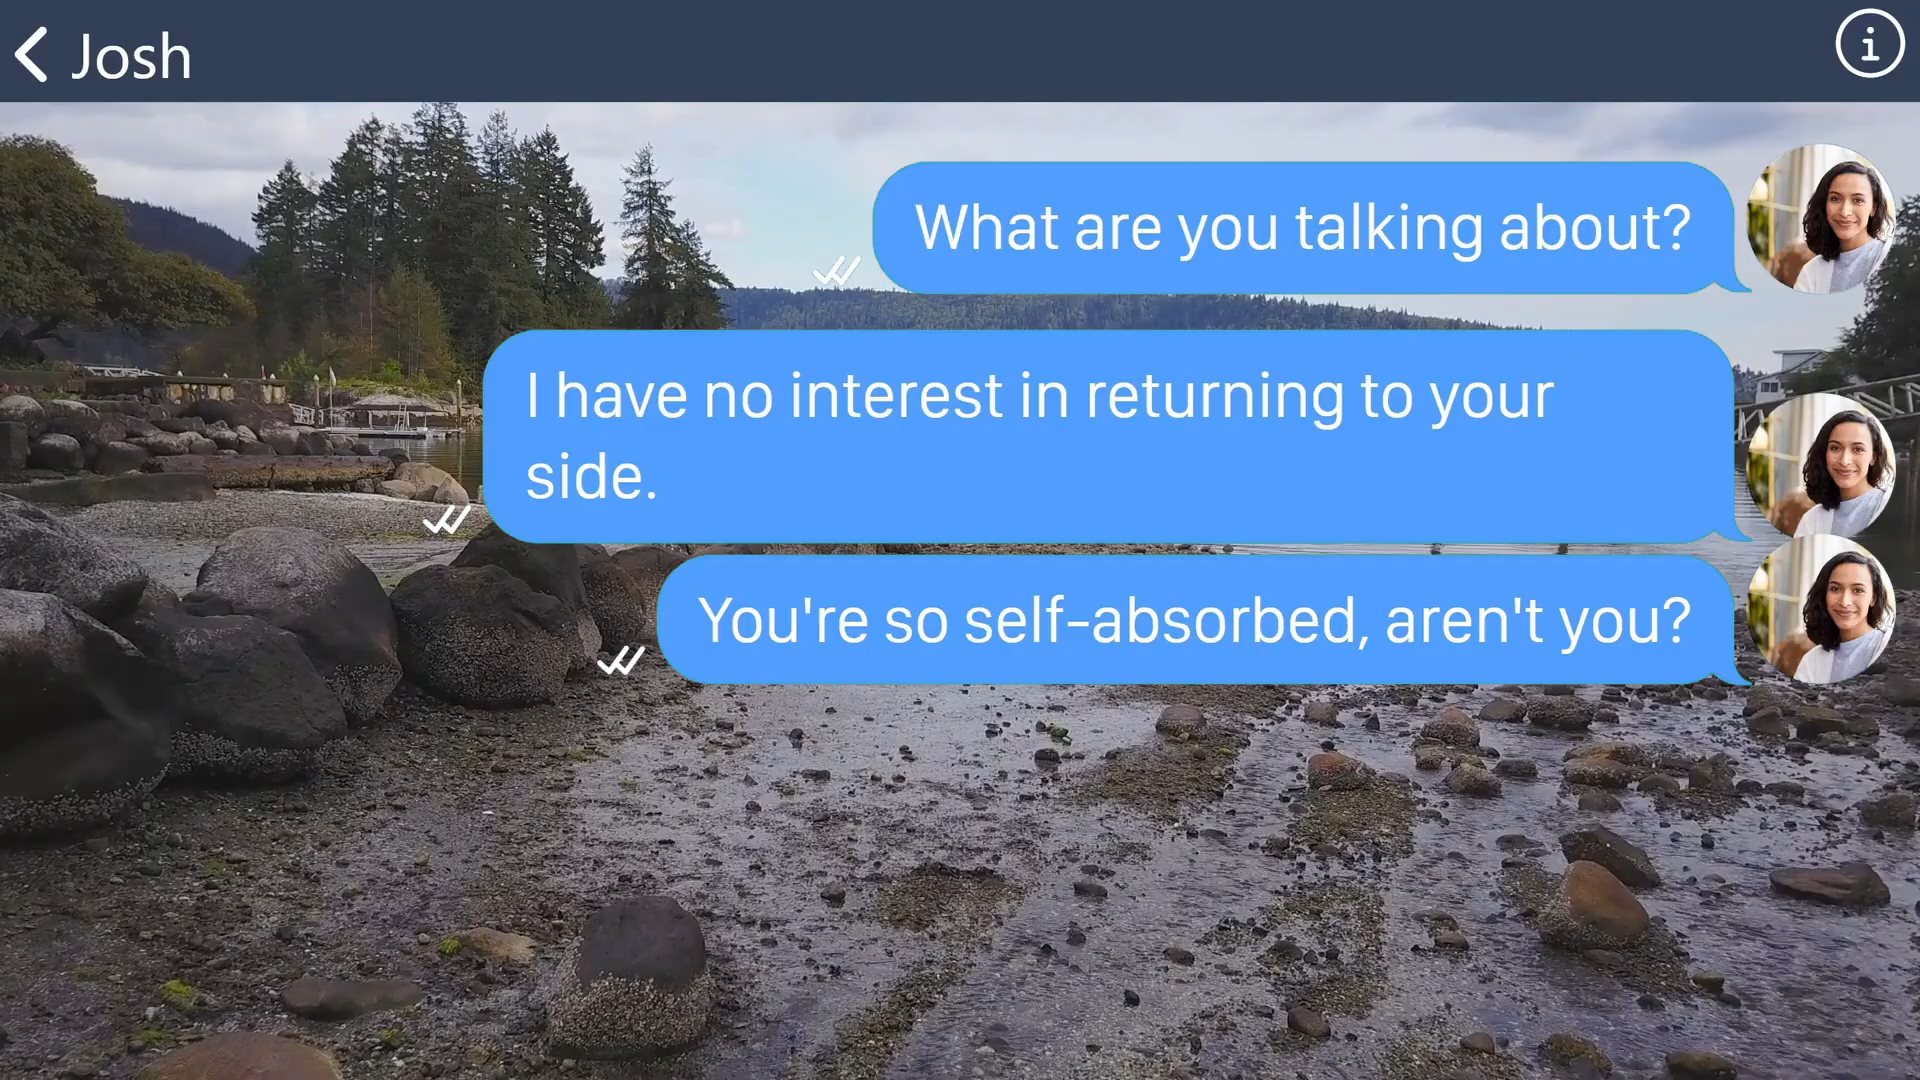 Josh
What are you talking about?
I have no interest in returning to your
side.
You're so self-absorbed, aren't you?